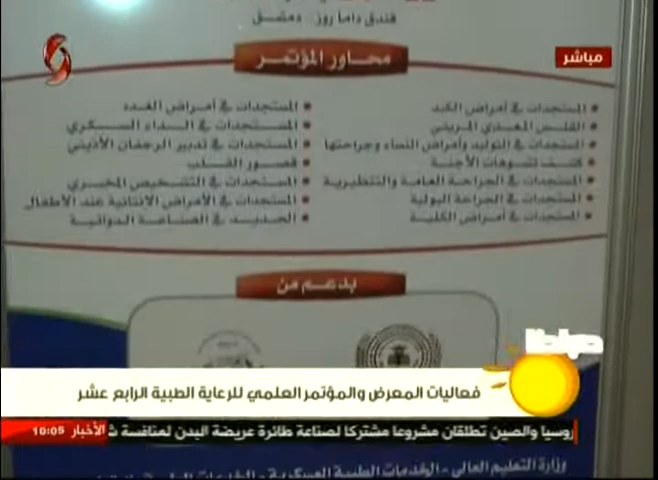 فندق داما روز - دمشق
مباشر
محاور المؤتمر
المستجدات في أمراض الكبد
القلس المعدي المريئي
المستجدات في التوليد وأمراض النساء وجراحتها
كشف تشوهات الأجنة
المستجدات في الجراحة العامة والتنظيرية
المستجدات في الجراحة البولية
المستجدات في أمراض الكلية
المستجدات في أمراض الغدد
المستجدات في الداء السكري
المستجدات في تدبير الرجفان الأذيني
قصور القلب
المستجدات في التشخيص المخبري
المستجدات في الأمراض الانتانية عند الأطفال
الجديد في الصناعة الدوائية
بدعم من
صباحنا
فعاليات المعرض والمؤتمر العلمي للرعاية الطبية الرابع عشر
الأخبار 10:05
روسيا والصين تطلقان مشروعا مشتركا لصناعة طائرة عريضة البدن لمنافسة ش
وزارة التعليم العالي - الخدمات الطبية العسكرية -